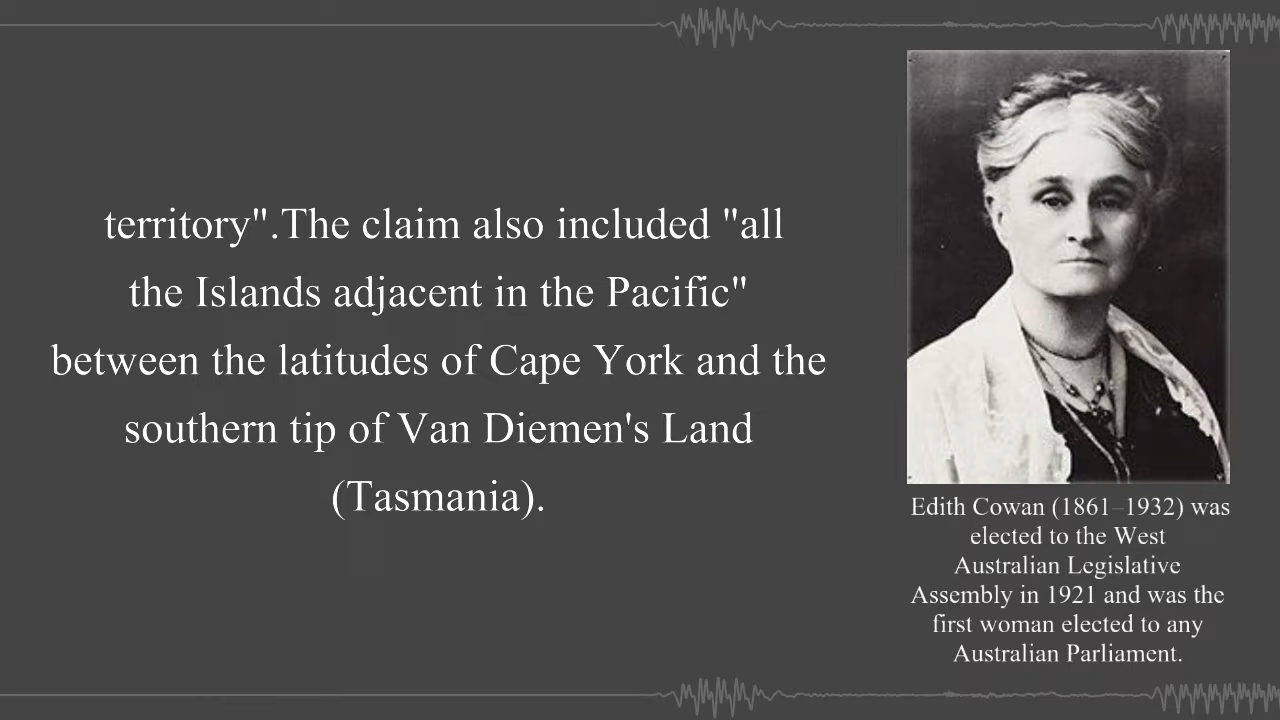 territory".The claim also included "all
the Islands adjacent in the Pacific"
between the latitudes of Cape York and the
southern tip of Van Diemen's Land
(Tasmania).
Edith Cowan (1861–1932) was
elected to the West
Australian Legislative
Assembly in 1921 and was the
first woman elected to any
Australian Parliament.